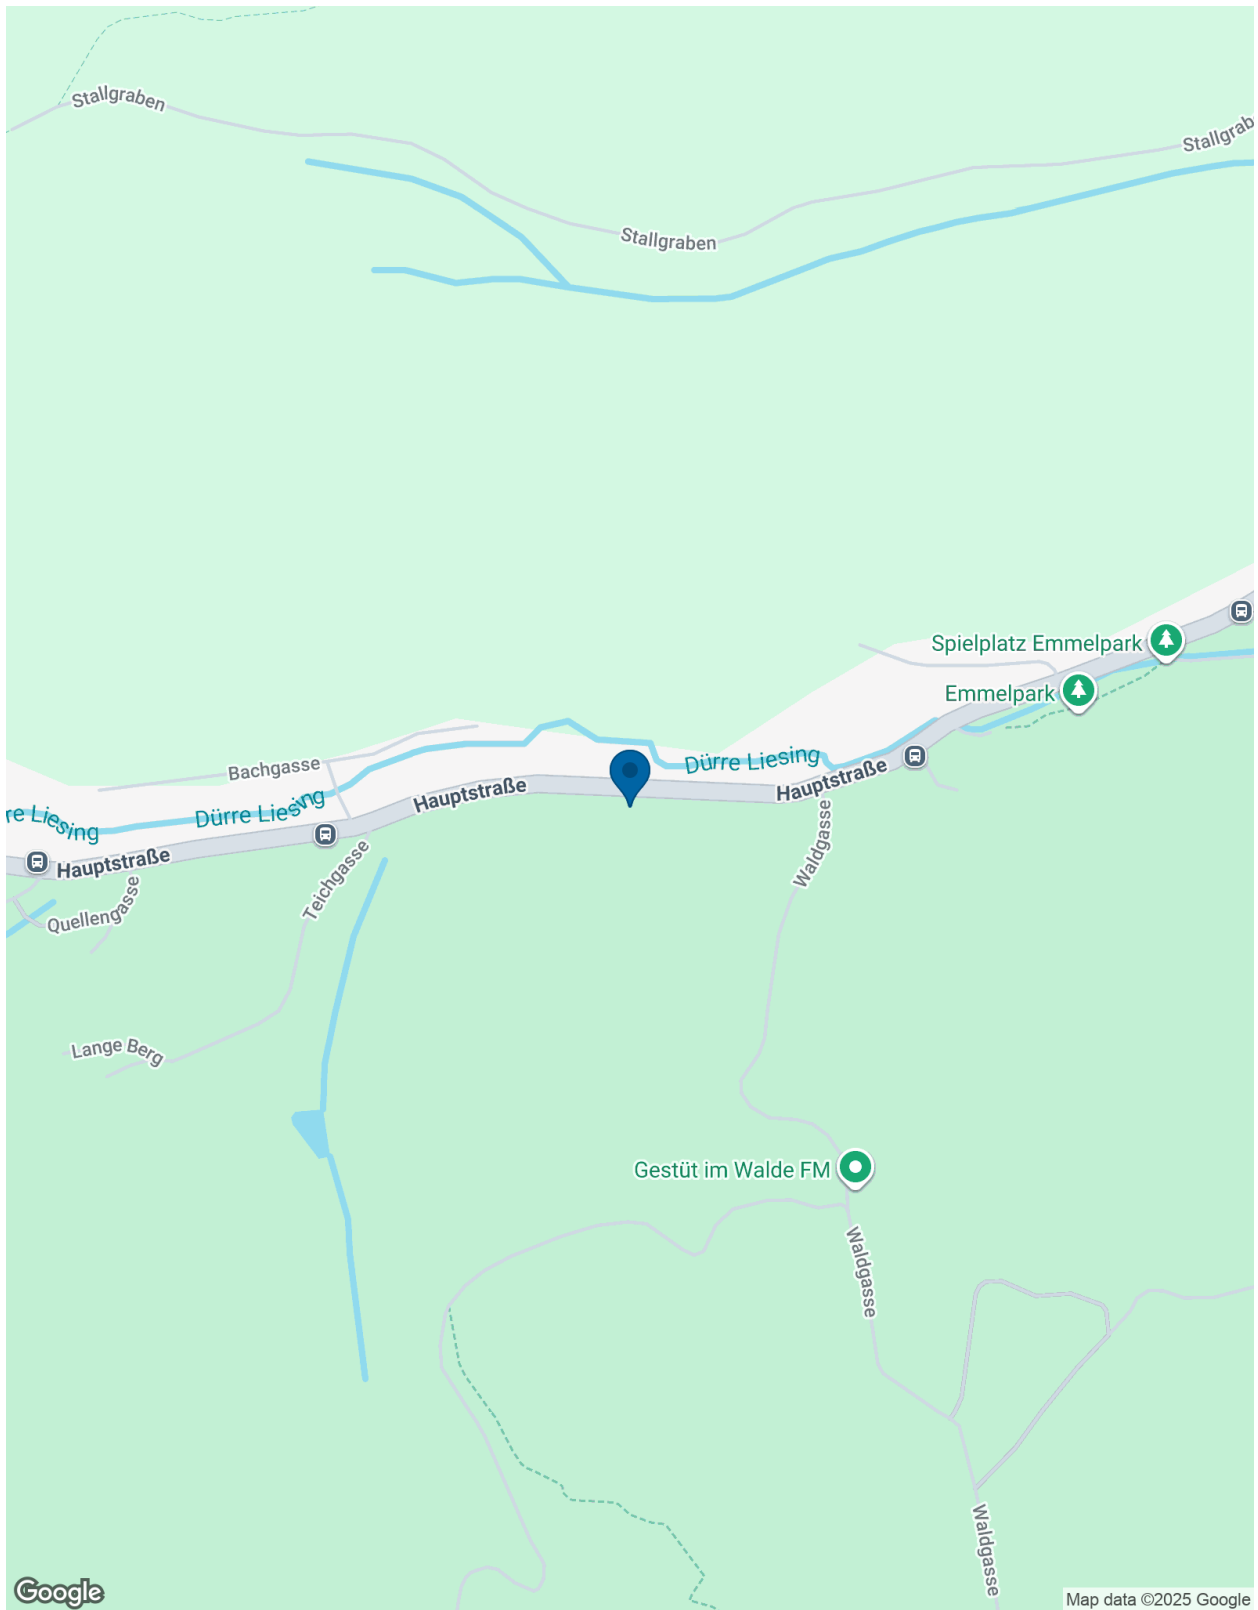 Stallgraben
Stallgrab
Stallgraben
Spielplatz Emmelpark
Emmelpark
Dürre Liesing
Bachgasse
Hauptstraße
Hauptstraße
Dürre Liesing
re Liesing
Hauptstraße
Waldgasse
Teichgasse
Quellengasse
Lange Berg
Gestüt im Walde FM
Waldgasse
Waldgasse
Google
Map data ©2025 Google